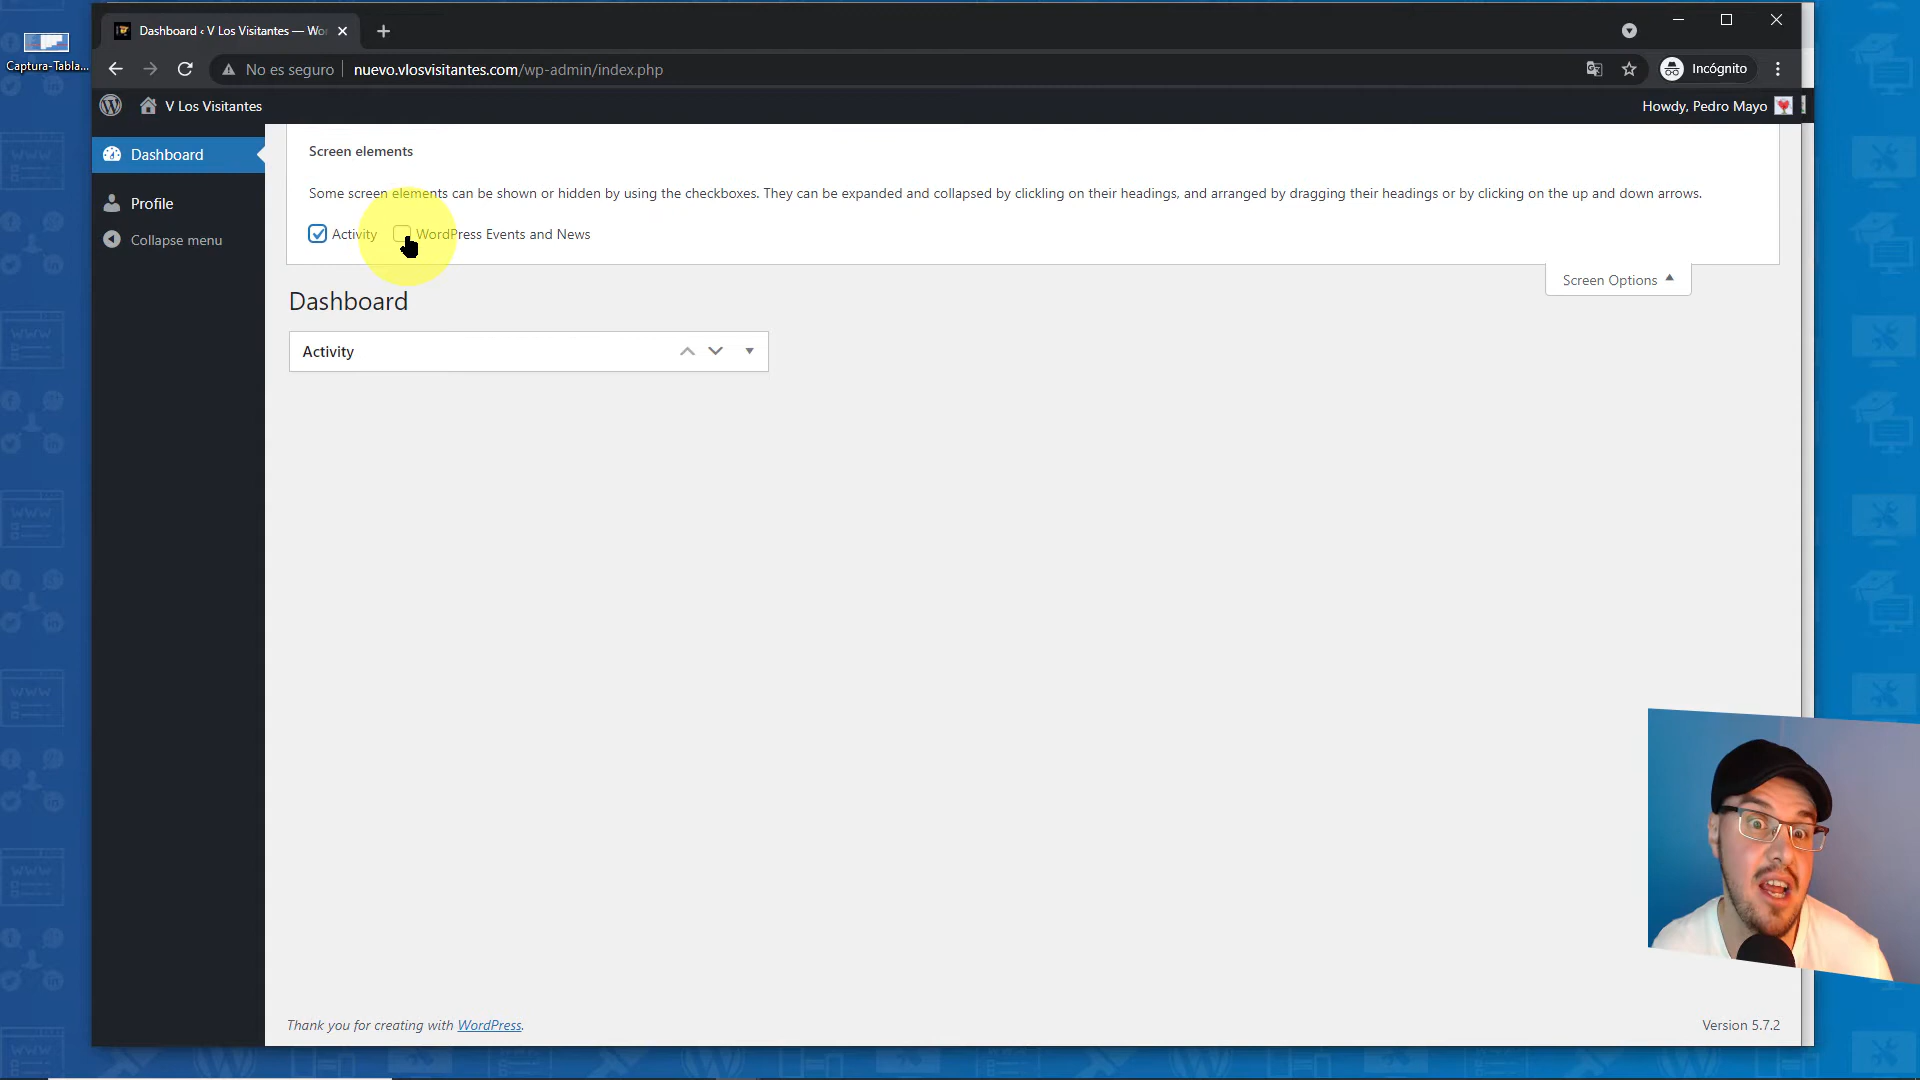 Captura-Tabla...
Dashboard ‹ V Los Visitantes — Wor
No es seguro
nuevo.vlosvisitantes.com/wp-admin/index.php
Incógnito
V Los Visitantes
Howdy, Pedro Mayo
Dashboard
Profile
Collapse menu
Screen elements
Some screen elements can be shown or hidden by using the checkboxes. They can be expanded and collapsed by clickling on their headings, and arranged by dragging their headings or by clicking on the up and down arrows.
Activity
WordPress Events and News
Screen Options
Dashboard
Activity
Thank you for creating with WordPress.
Version 5.7.2